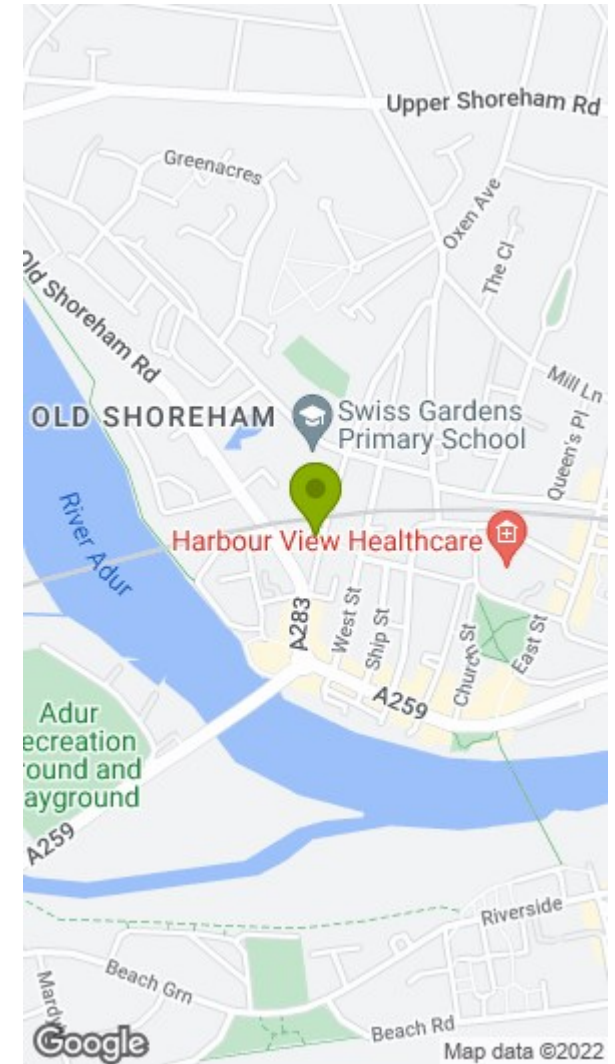 Upper Shoreham Rd
Greenacres
Oxen Ave
The Cl
Old Shoreham Rd
Mill Ln
OLD SHOREHAM
Swiss Gardens
Primary School
Queen's Pl
River Adur
Harbour View Healthcare
A283
West St
Ship St
Church St
East St
A259
Adur
ecreation
round and
ayground
A259
Riverside
Mardy
Beach Grn
Beach Rd
Google
Map data ©2022